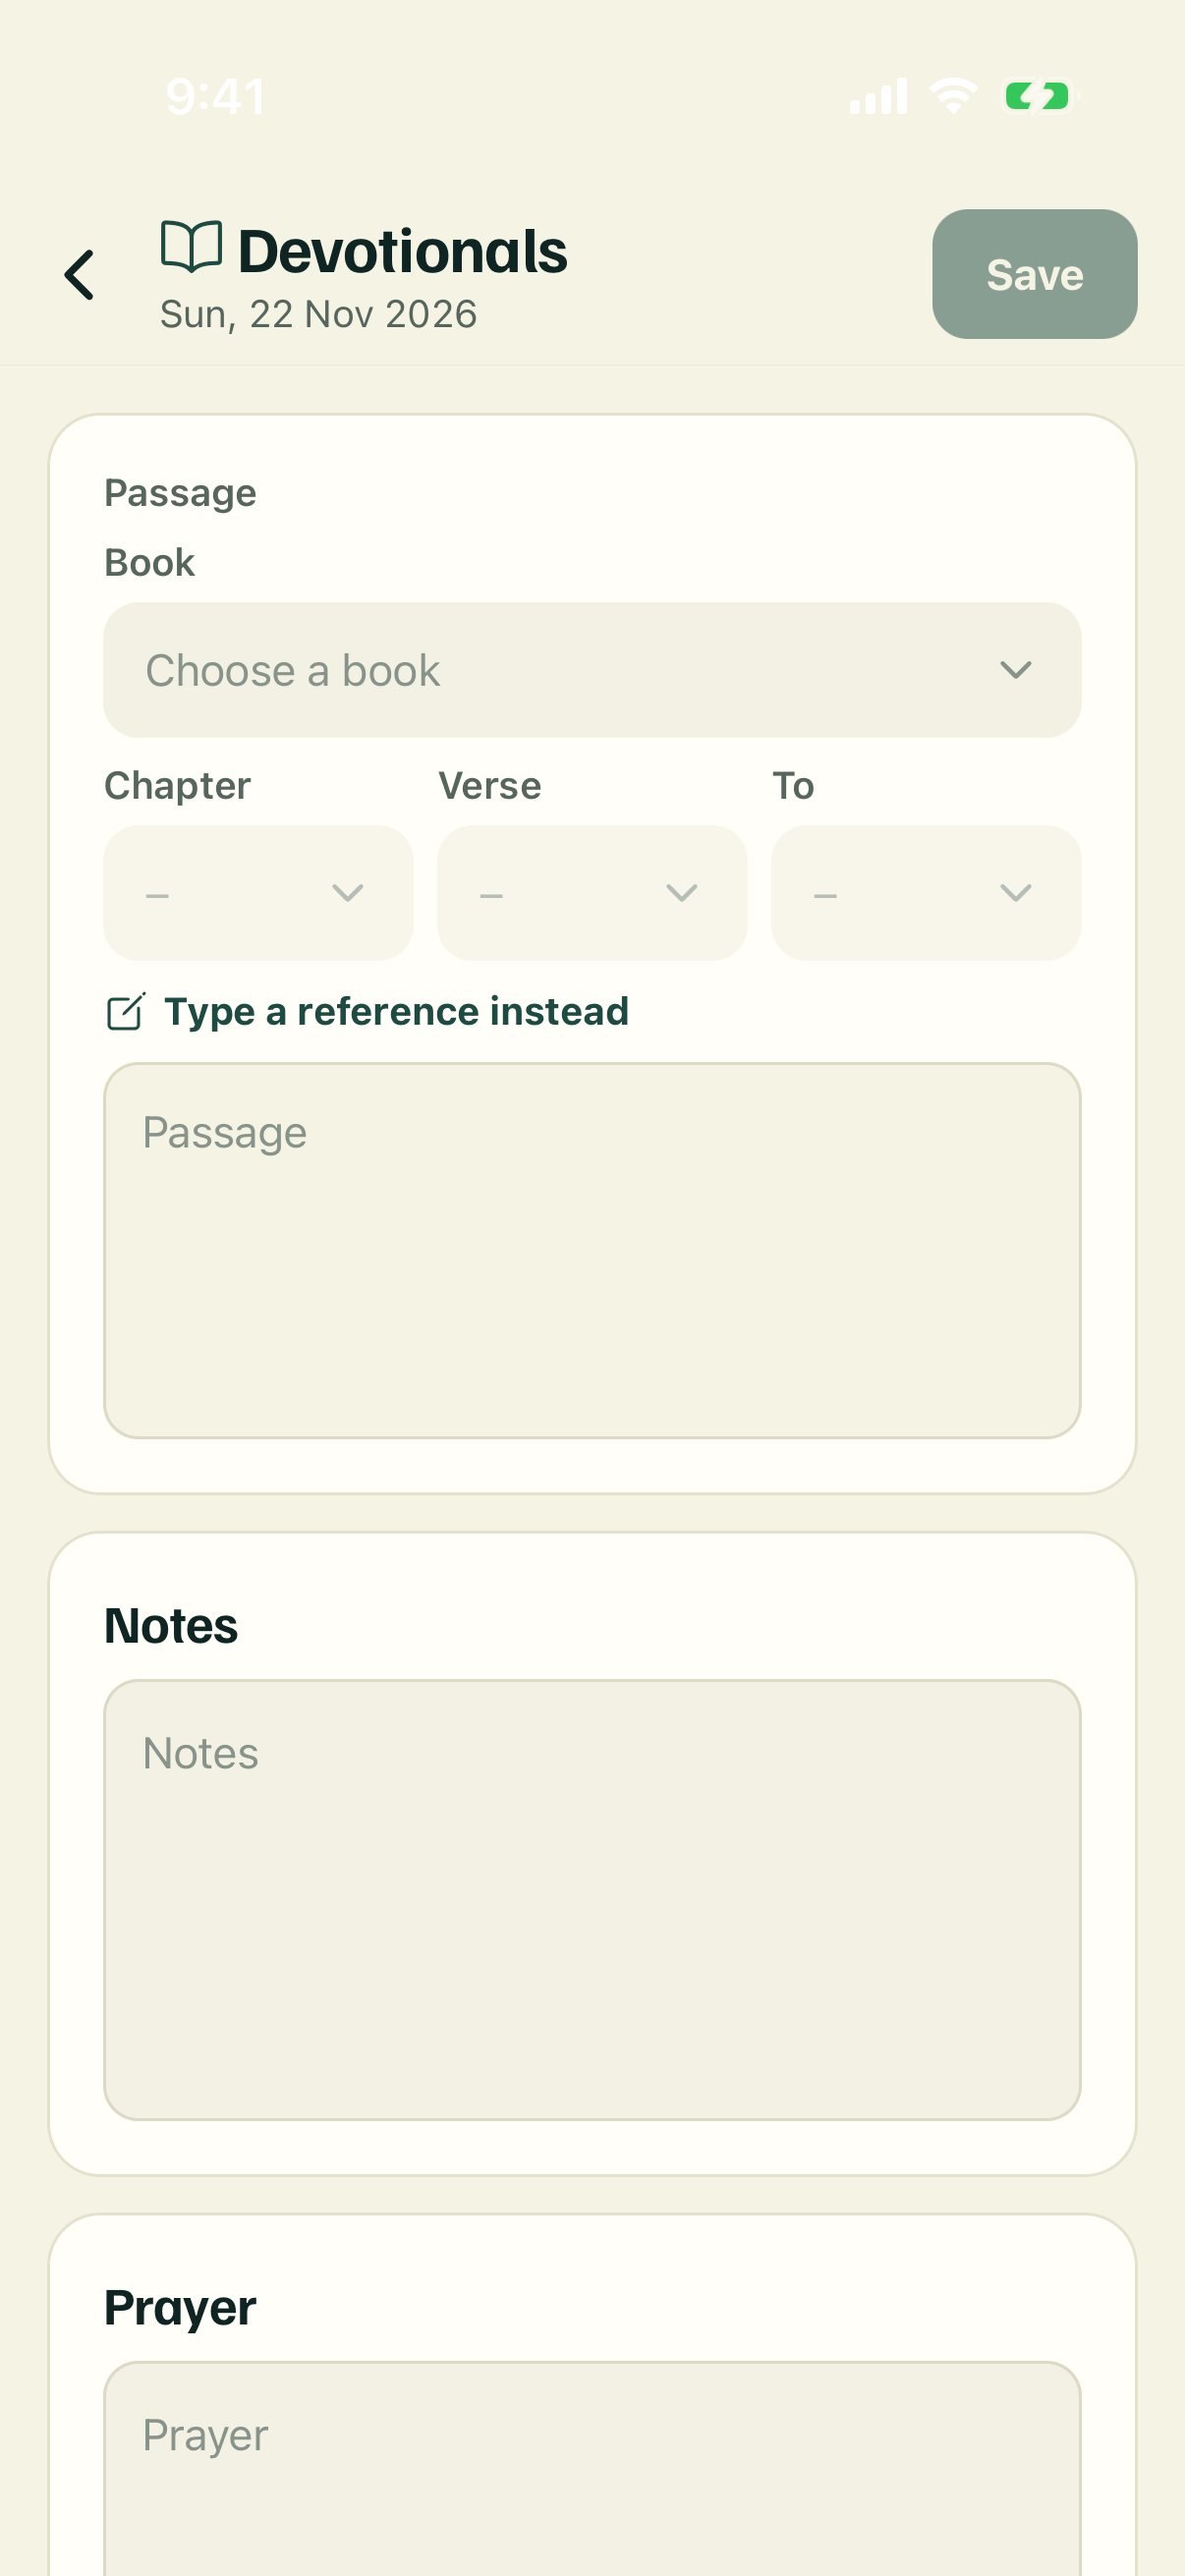 9:41
Devotionals
Sun, 22 Nov 2026
Save
Passage
Book
Choose a book
Chapter Verse To
– – –
Type a reference instead
Passage
Notes
Notes
Prayer
Prayer